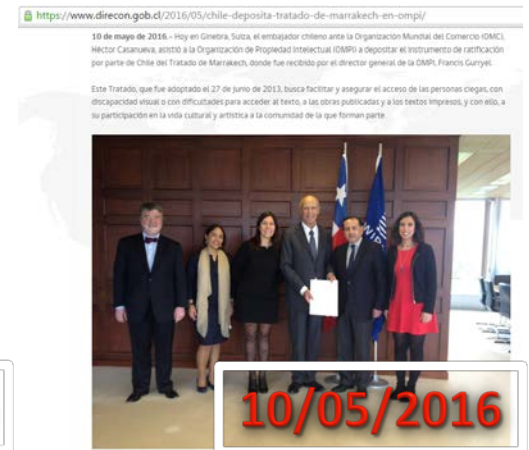 https://www.direcon.gob.cl/2016/05/chile-deposita-tratado-de-marrakech-en-ompi/
10 de mayo de 2016.- Hoy en Ginebra, Suiza, el embajador chileno ante la Organización Mundial del Comercio (OMC),
Héctor Casanueva, asistió a la Organización de Propiedad Intelectual (OMPI) a depositar el instrumento de ratificación
por parte de Chile del Tratado de Marrakech, donde fue recibido por el director general de la OMPI, Francis Gurryel.
Este Tratado, que fue adoptado el 27 de junio de 2013, busca facilitar y asegurar el acceso de las personas ciegas, con
discapacidad visual o con dificultades para acceder al texto, a las obras publicadas y a los textos impresos, y con ello, a
su participación en la vida cultural y artística a la comunidad de la que forman parte.
WIPO
10/05/2016